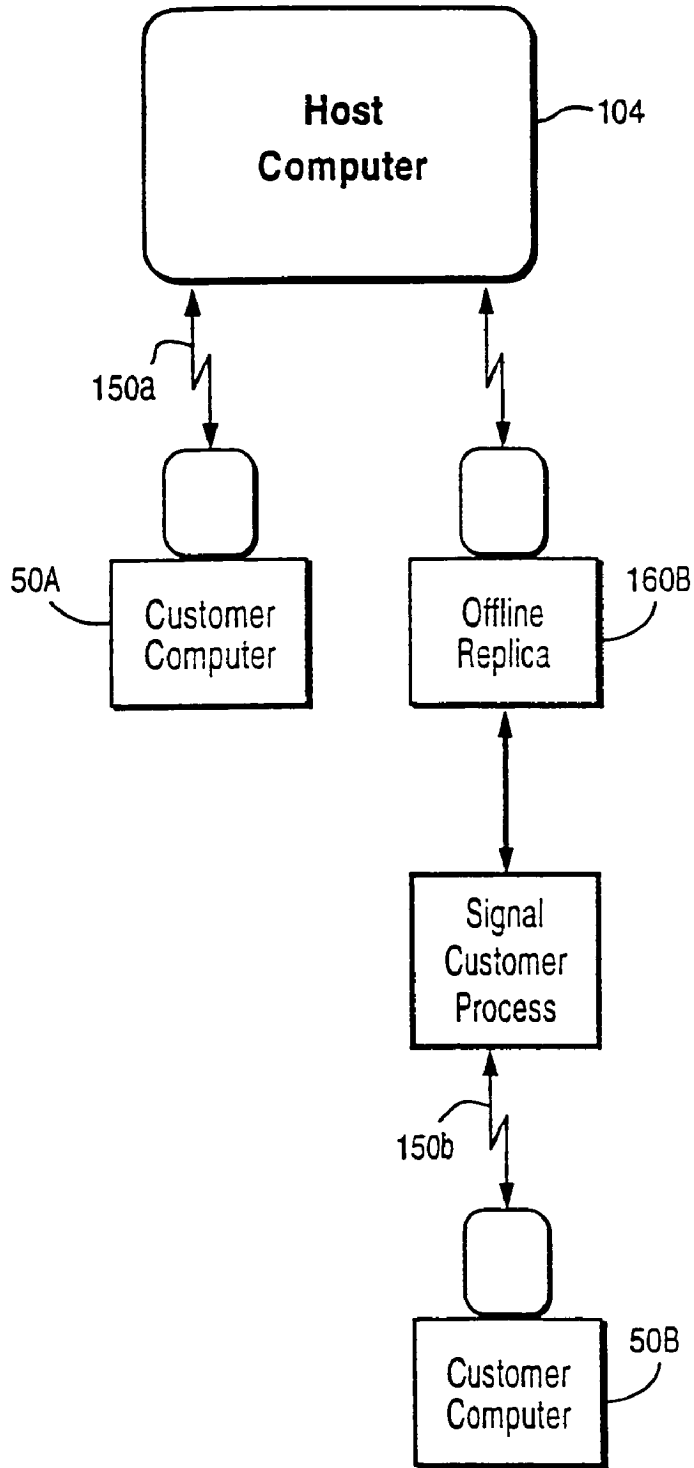 Host
Computer
104
150a
50A
Customer
Computer
Offline
Replica
160B
Signal
Customer
Process
150b
50B
Customer
Computer